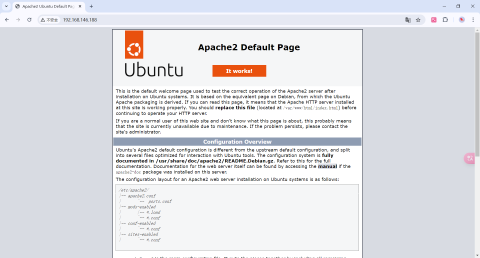 Apache2 Default Page
192.168.146.188
Apache2 Default Page
Ubuntu
It works!
This is the default welcome page used to test the correct operation of the Apache2 server after
installation on Ubuntu systems. It is based on the equivalent page on Debian, from which the Ubuntu
Apache packaging is derived. If you can read this page, it means that the Apache HTTP server installed
at this site is working properly. You should replace this file (located at /var/www/html/index.html) before
continuing to operate your HTTP server.
If you are a normal user of this web site and don't know what this page is about, this probably means
that the site is currently unavailable due to maintenance. If the problem persists, please contact the
site's administrator.
Configuration Overview
Ubuntu's Apache2 default configuration is different from the upstream default configuration, and split
into several files optimized for interaction with Ubuntu tools. The configuration system is fully
documented in /usr/share/doc/apache2/README.Debian.gz. Refer to this for the full
documentation. Documentation for the web server itself can be found by accessing the manual if the
apache2-doc package was installed on this server.
The configuration layout for an Apache2 web server installation on Ubuntu systems is as follows:
/etc/apache2/
|-- apache2.conf
|       `-- ports.conf
|-- mods-enabled
|       |-- *.load
|       `-- *.conf
|-- conf-enabled
|       `-- *.conf
|-- sites-enabled
|       `-- *.conf